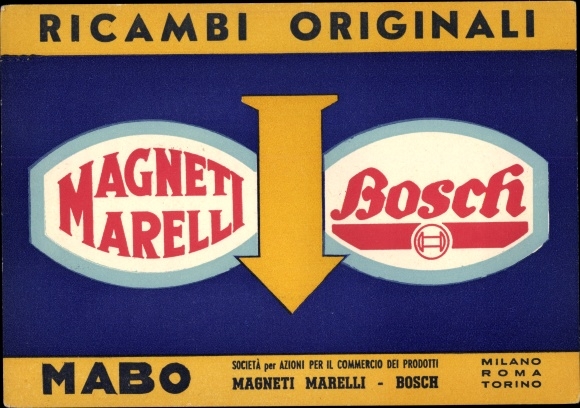 RICAMBI ORIGINALI
MAGNETI
MARELLI
Bosch
MABO
SOCIETÀ per AZIONI PER IL COMMERCIO DEI PRODOTTI
MAGNETI MARELLI - BOSCH
MILANO
ROMA
TORINO